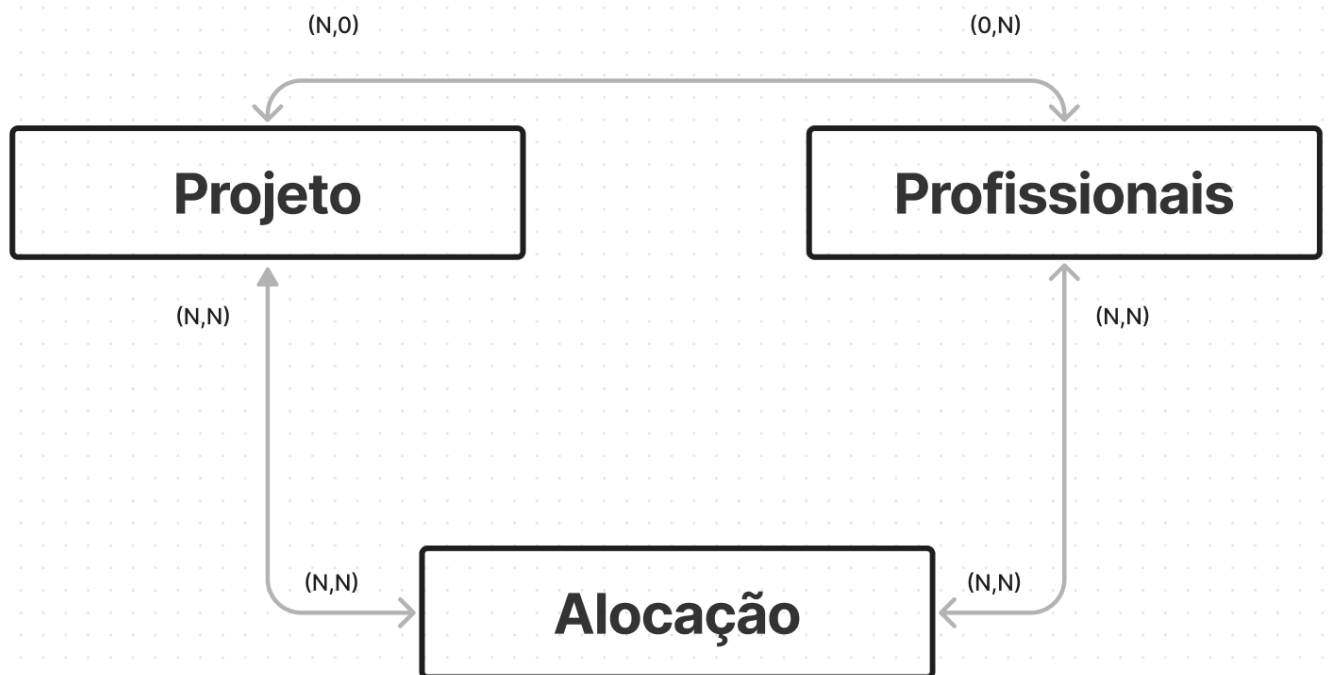 (N,0)
(0,N)
Projeto
Profissionais
(N,N)
(N,N)
(N,N)
(N,N)
Alocação